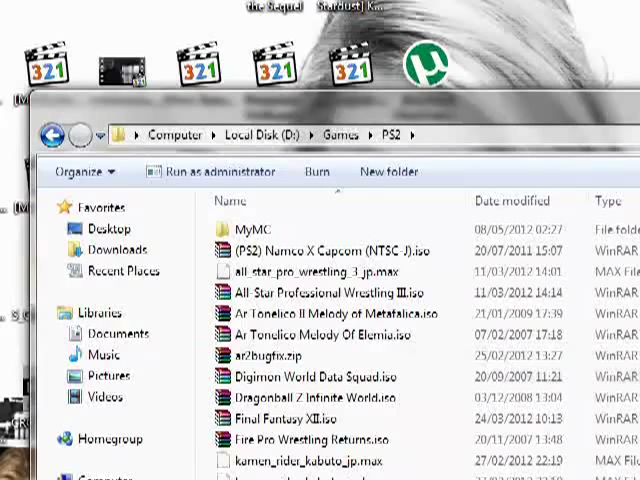 the Sequel Stardust] K...
321 321 321 321 µ
[M
Computer Local Disk (D:) Games PS2
Organize Run as administrator Burn New folder
Name Date modified Type
Favorites
Desktop
Downloads
Recent Places
Libraries
Documents
Music
Pictures
Videos
Homegroup
Computer
MyMC 08/05/2012 02:27 File folde
(PS2) Namco X Capcom (NTSC-J).iso 20/07/2011 15:07 WinRAR
all_star_pro_wrestling_3_jp.max 11/03/2012 14:01 MAX File
All-Star Professional Wrestling III.iso 11/03/2012 14:14 WinRAR
Ar Tonelico II Melody of Metafalica.iso 21/01/2009 17:39 WinRAR
Ar Tonelico Melody Of Elemia.iso 07/02/2007 17:18 WinRAR
ar2bugfix.zip 25/02/2012 13:27 WinRAR
Digimon World Data Squad.iso 20/09/2007 11:21 WinRAR
Dragonball Z Infinite World.iso 03/12/2008 13:04 WinRAR
Final Fantasy XII.iso 24/03/2012 10:13 WinRAR
Fire Pro Wrestling Returns.iso 20/11/2007 13:48 WinRAR
kamen_rider_kabuto_jp.max 27/02/2012 22:19 MAX File